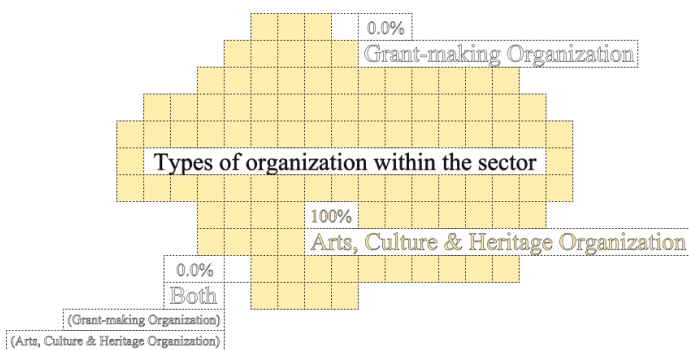 0.0%
Grant-making Organization
Types of organization within the sector
100%
Arts, Culture & Heritage Organization
0.0%
Both
(Grant-making Organization)
(Arts, Culture & Heritage Organization)